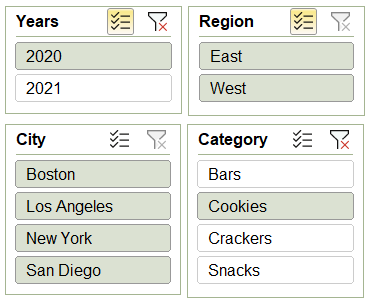 Years
2020
2021
Region
East
West
City
Boston
Los Angeles
New York
San Diego
Category
Bars
Cookies
Crackers
Snacks